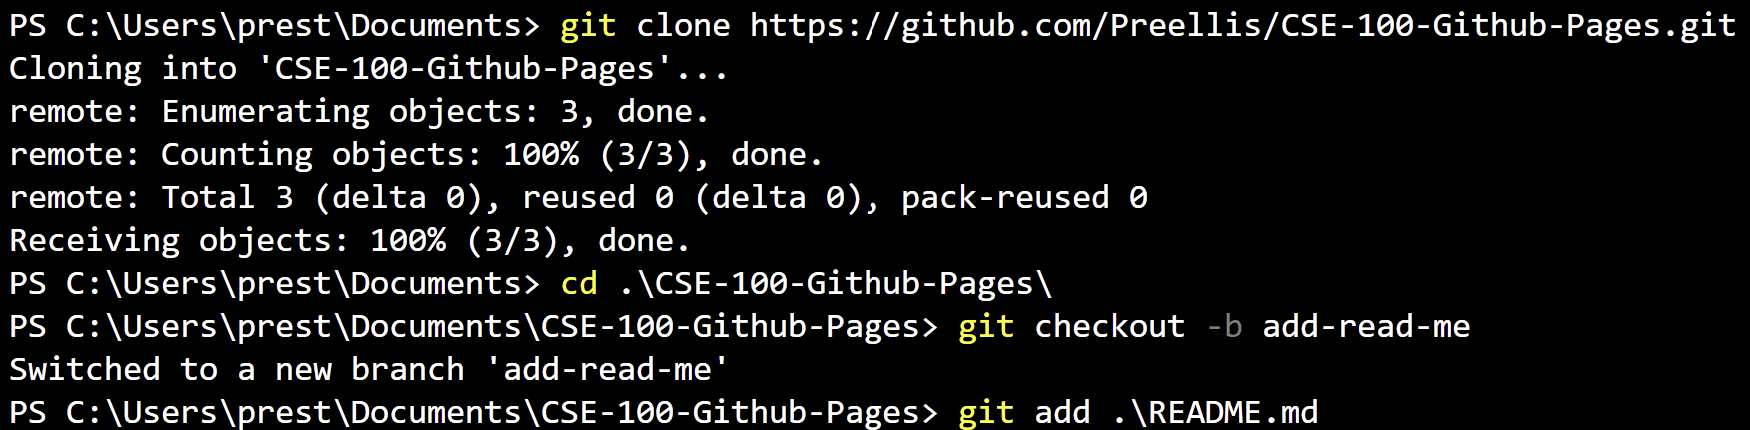 PS C:\Users\prest\Documents> git clone https://github.com/Preellis/CSE-100-Github-Pages.git
Cloning into 'CSE-100-Github-Pages'...
remote: Enumerating objects: 3, done.
remote: Counting objects: 100% (3/3), done.
remote: Total 3 (delta 0), reused 0 (delta 0), pack-reused 0
Receiving objects: 100% (3/3), done.
PS C:\Users\prest\Documents> cd .\CSE-100-Github-Pages\
PS C:\Users\prest\Documents\CSE-100-Github-Pages> git checkout -b add-read-me
Switched to a new branch 'add-read-me'
PS C:\Users\prest\Documents\CSE-100-Github-Pages> git add .\README.md